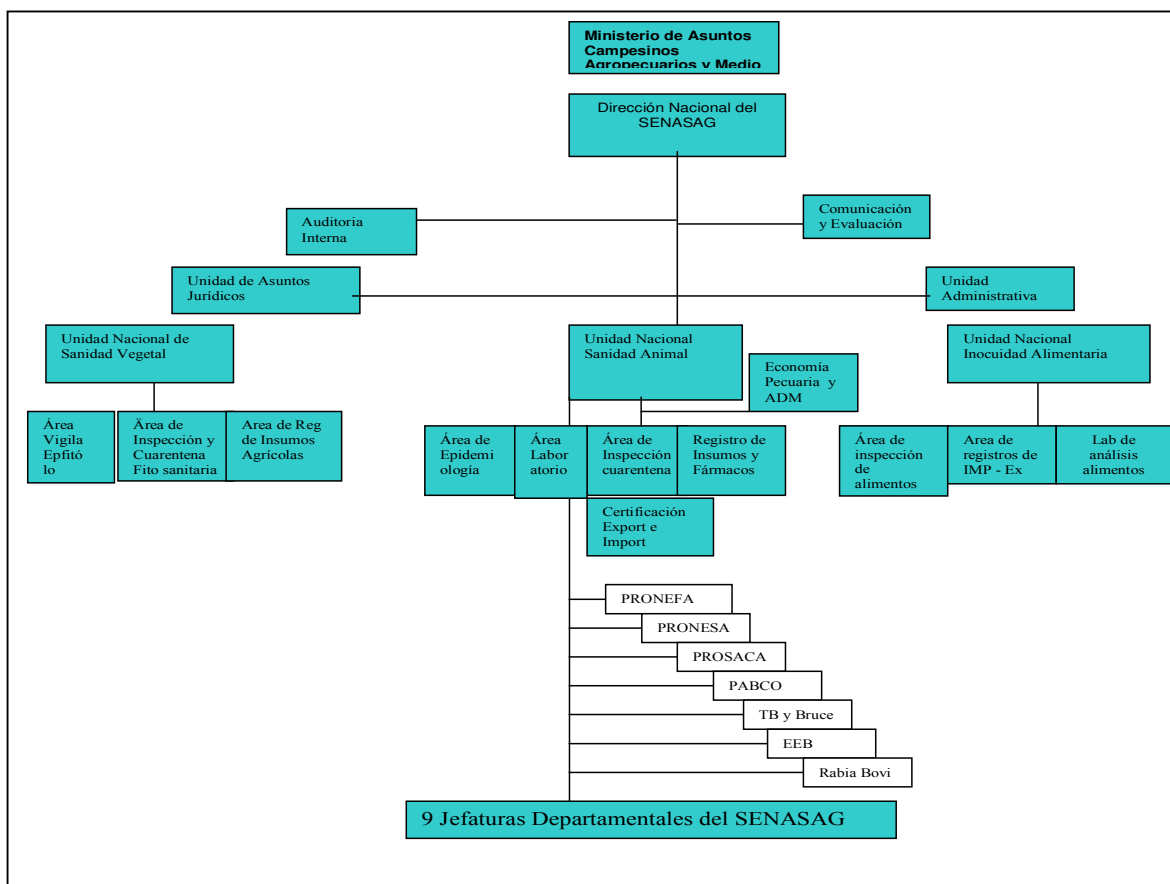 Ministerio de Asuntos
Campesinos
Agropecuarios y Medio
Dirección Nacional del
SENASAG
Auditoria
Interna
Comunicación
y Evaluación
Unidad de Asuntos
Jurídicos
Unidad
Administrativa
Unidad Nacional de
Sanidad Vegetal
Unidad Nacional
Sanidad Animal
Unidad Nacional
Inocuidad Alimentaria
Economía
Pecuaria y
ADM
Área
Vigila
Epfitó
lo
Ärea de
Inspección y
Cuarentena
Fito sanitaria
Area de Reg
de Insumos
Agrícolas
Área de
Epidemi
ología
Área
Labor
atorio
Área de
Inspección
cuarentena
Registro de
Insumos y
Fármacos
Área de
inspección
de
alimentos
Area de
registros de
IMP - Ex
Lab de
análisis
alimentos
Certificación
Export e
Import
PRONEFA
PRONESA
PROSACA
PABCO
TB y Bruce
EEB
Rabia Bovi
9 Jefaturas Departamentales del SENASAG